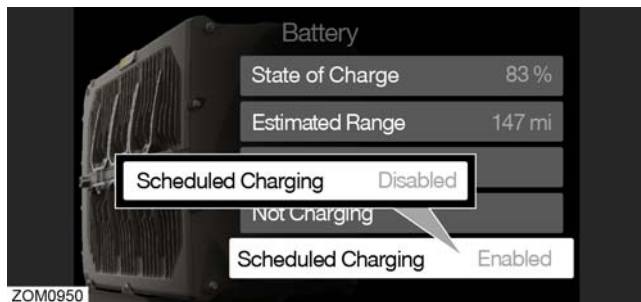 Battery
State of Charge 83 %
Estimated Range 147 mi
Scheduled Charging Disabled
Not Charging
Scheduled Charging Enabled
ZOM0950